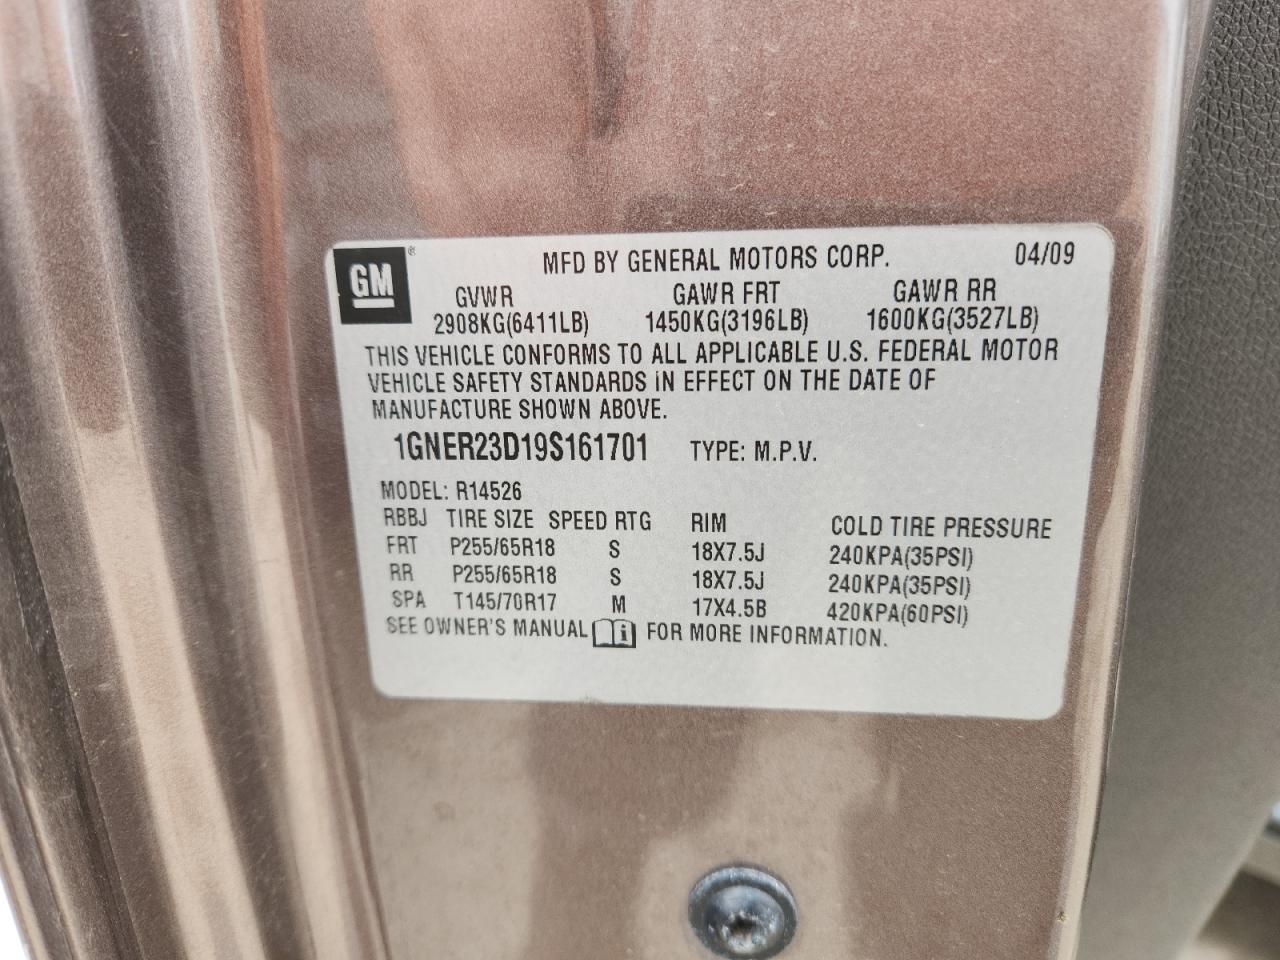 GM ®
MFD BY GENERAL MOTORS CORP. 04/09
GVWR GAWR FRT GAWR RR
2908KG(6411LB) 1450KG(3196LB) 1600KG(3527LB)
THIS VEHICLE CONFORMS TO ALL APPLICABLE U.S. FEDERAL MOTOR
VEHICLE SAFETY STANDARDS IN EFFECT ON THE DATE OF
MANUFACTURE SHOWN ABOVE.
1GNER23D19S161701 TYPE: M.P.V.
MODEL: R14526
RBBJ TIRE SIZE SPEED RTG RIM COLD TIRE PRESSURE
FRT P255/65R18 S 18X7.5J 240KPA(35PSI)
RR P255/65R18 S 18X7.5J 240KPA(35PSI)
SPA T145/70R17 M 17X4.5B 420KPA(60PSI)
SEE OWNER'S MANUAL i FOR MORE INFORMATION.